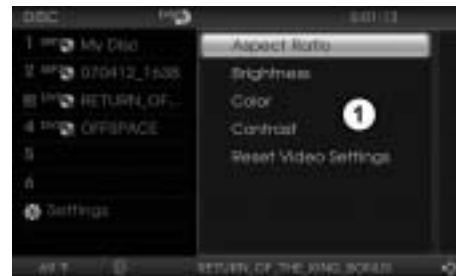 DISC
1 My Disc
2 070412_1638
3 RETURN_OF...
4 OFFSPACE
5
6
Settings
Aspect Ratio
Brightness
Color
Contrast
Reset Video Settings
1
RETURN_OF_THE_KING_BONUS